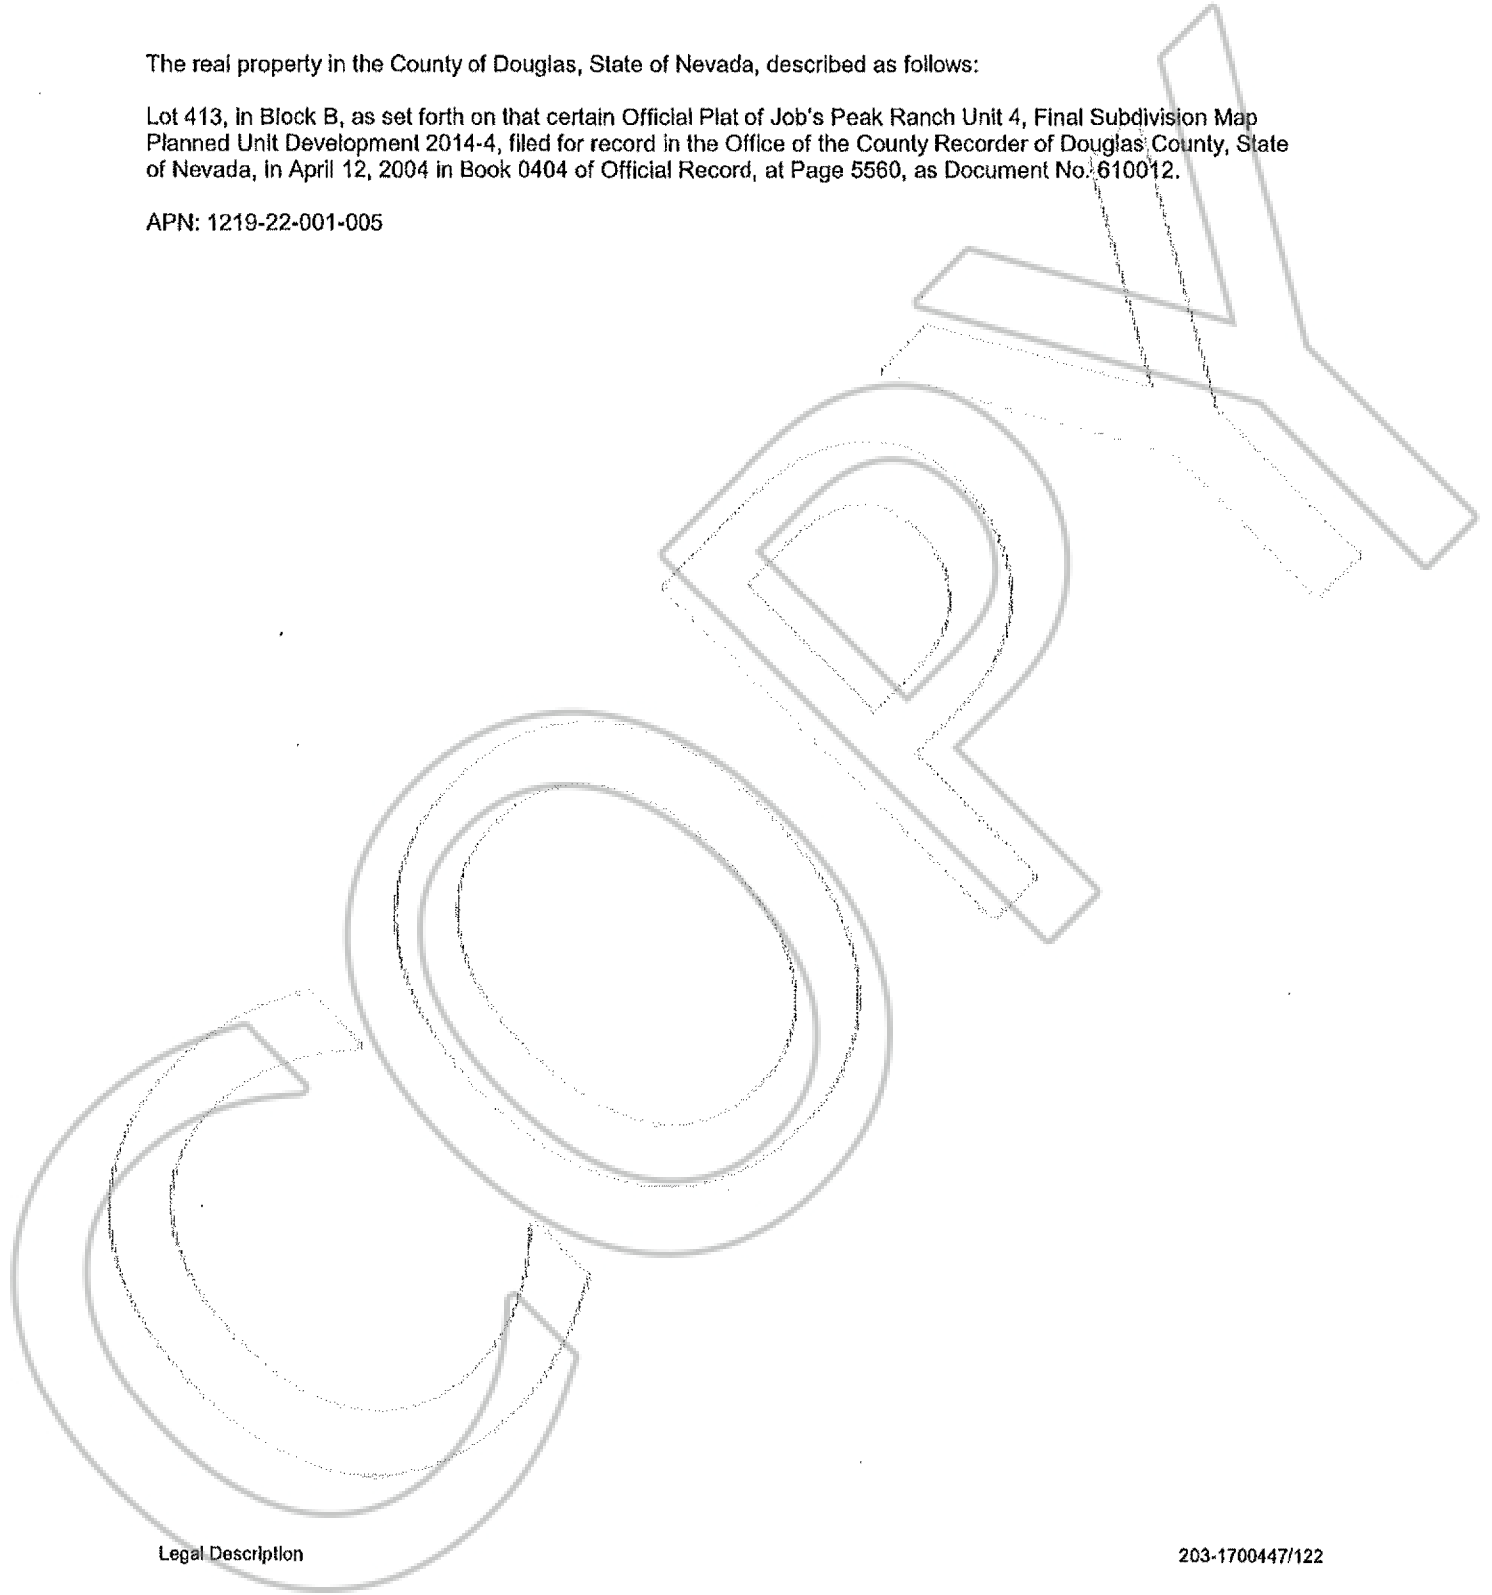 The real property in the County of Douglas, State of Nevada, described as follows:
Lot 413, in Block B, as set forth on that certain Official Plat of Job's Peak Ranch Unit 4, Final Subdivision Map
Planned Unit Development 2014-4, filed for record in the Office of the County Recorder of Douglas County, State
of Nevada, in April 12, 2004 in Book 0404 of Official Record, at Page 5560, as Document No. 610012.
APN: 1219-22-001-005
COPY
Legal Description
203-1700447/122